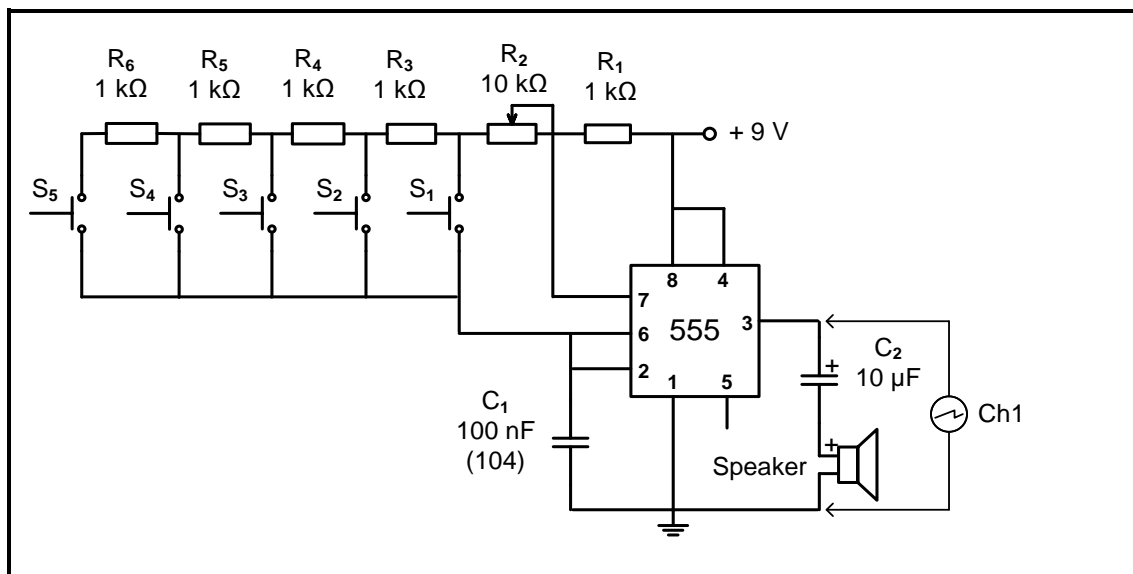 R6
1 kΩ
R5
1 kΩ
R4
1 kΩ
R3
1 kΩ
R2
10 kΩ
R1
1 kΩ
+ 9 V
S5
S4
S3
S2
S1
8
4
7
6
555
3
2
1
5
C1
100 nF
(104)
+
C2
10 µF
Ch1
+
Speaker